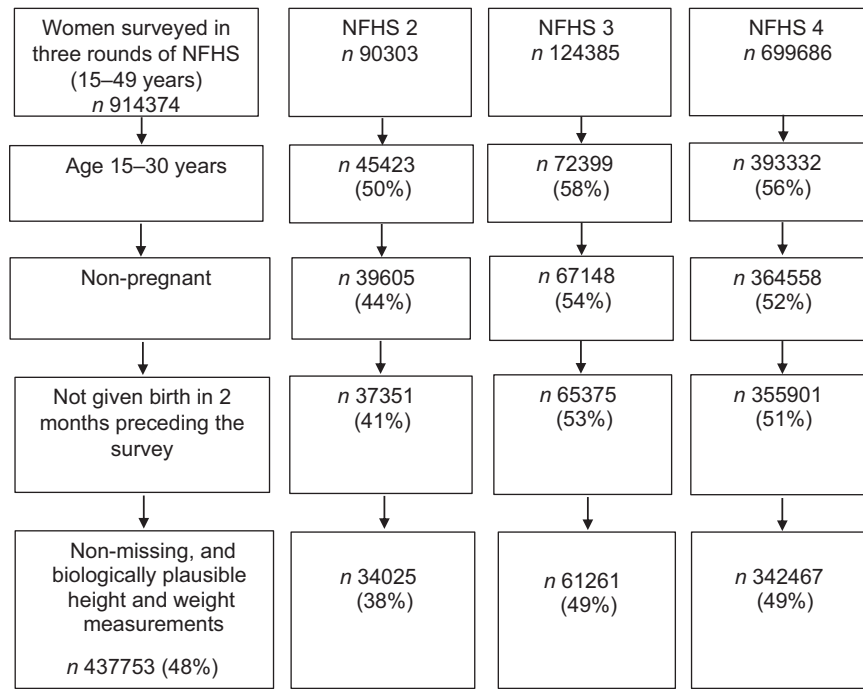 Women surveyed in
three rounds of NFHS
(15–49 years)
n 914374
NFHS 2
n 90303
NFHS 3
n 124385
NFHS 4
n 699686
Age 15–30 years
n 45423
(50%)
n 72399
(58%)
n 393332
(56%)
Non-pregnant
n 39605
(44%)
n 67148
(54%)
n 364558
(52%)
Not given birth in 2
months preceding the
survey
n 37351
(41%)
n 65375
(53%)
n 355901
(51%)
Non-missing, and
biologically plausible
height and weight
measurements
n 437753 (48%)
n 34025
(38%)
n 61261
(49%)
n 342467
(49%)